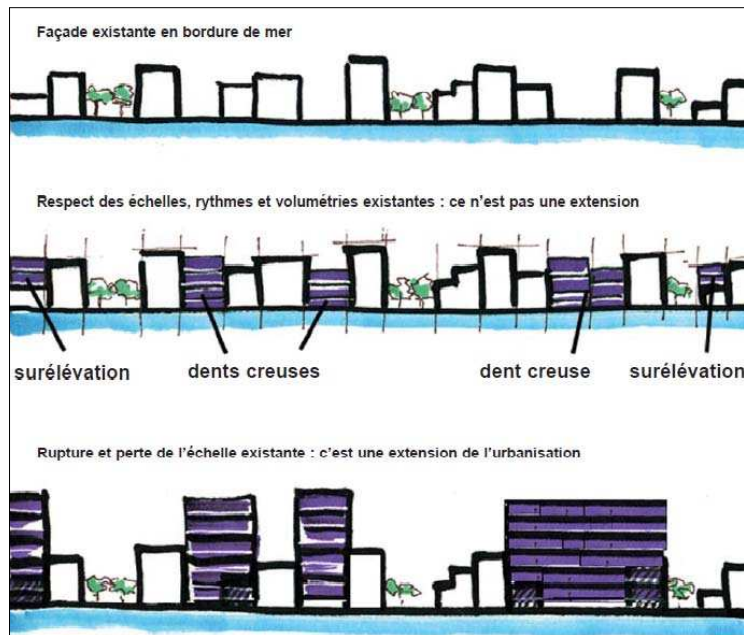 Façade existante en bordure de mer
Respect des échelles, rythmes et volumétries existantes : ce n'est pas une extension
surélévation
dents creuses
dent creuse
surélévation
Rupture et perte de l'échelle existante : c'est une extension de l'urbanisation